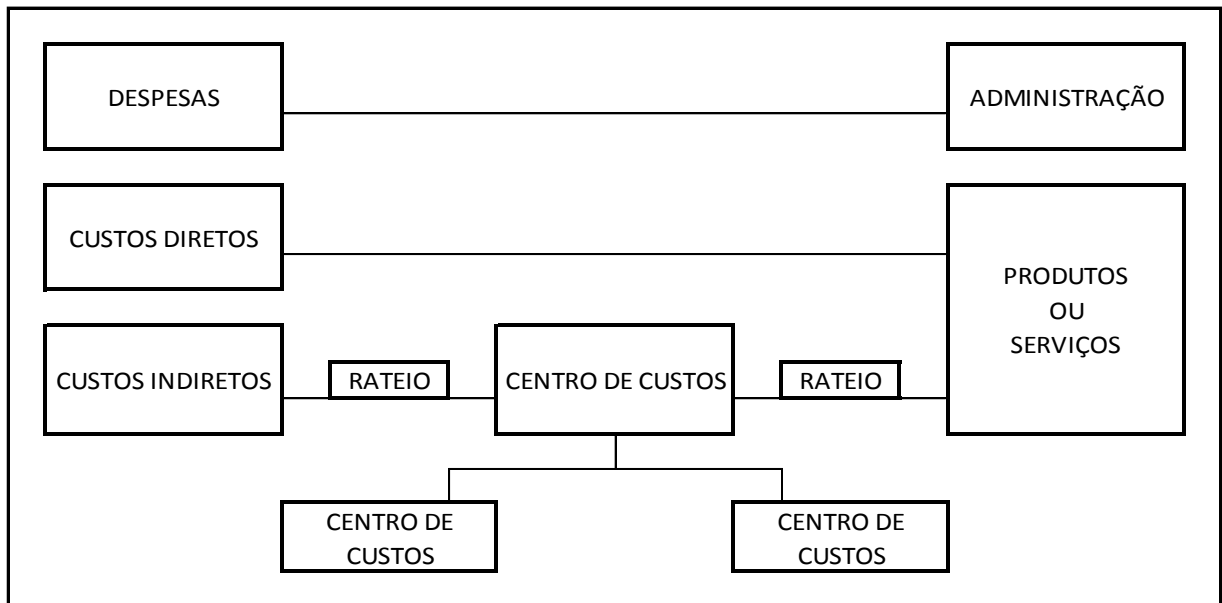 DESPESAS
ADMINISTRAÇÃO
CUSTOS DIRETOS
PRODUTOS
OU
SERVIÇOS
CUSTOS INDIRETOS
RATEIO
CENTRO DE CUSTOS
RATEIO
CENTRO DE
CUSTOS
CENTRO DE
CUSTOS